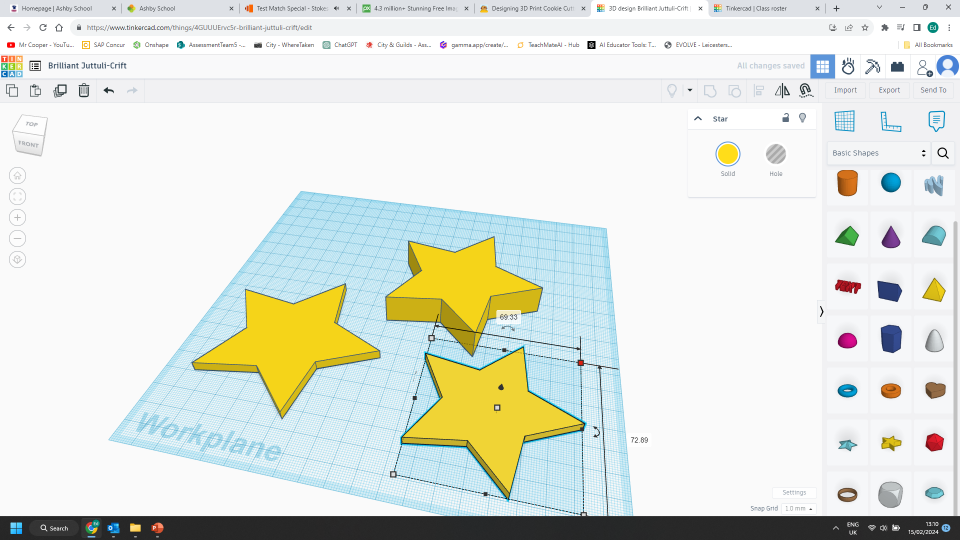 Homepage | Ashby School
Ashby School
Test Match Special - Stokes
4.3 million+ Stunning Free Ima
Designing 3D Print Cookie Cutt
3D design Brilliant Juttuli-Crift
Tinkercad | Class roster
https://www.tinkercad.com/things/4GUUUErvc5r-brilliant-juttuli-crift/edit
Mr Cooper - YouTu...
SAP Concur
Onshape
AssessmentTeam5 -...
City - WhereTaken
ChatGPT
City & Guilds - Ass...
gamma.app/create/...
TeachMateAI - Hub
AI Educator Tools: T...
EVOLVE - Leicesters...
All Bookmarks
TIN
KER
CAD
Brilliant Juttuli-Crift
All changes saved
Import
Export
Send To
TOP
FRONT
Star
Solid
Hole
Basic Shapes
69.33
72.89
Workplane
Settings
Snap Grid
1.0 mm
Search
ENG
UK
13:10
15/02/2024